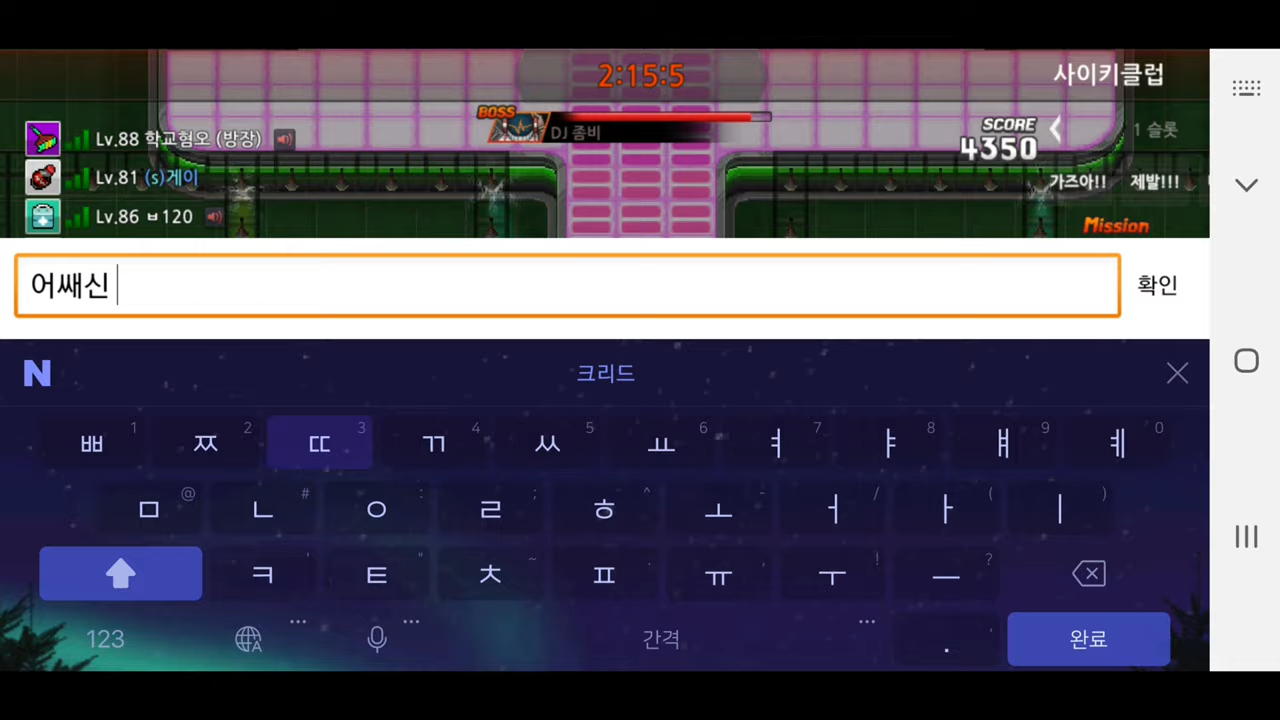 2:15:5
사이키클럽
BOSS
DJ 좀비
SCORE
4350
1 슬롯
Lv.88 학교혐오 (방장)
Lv.81 (s)게이
Lv.86 ㅂ120
가즈아!! 제발!!!
Mission
어쌔신
확인
N
크리드
ㅃ 1 ㅉ 2 ㄸ 3 ㄲ 4 ㅆ 5 ㅛ 6 ㅕ 7 ㅑ 8 ㅒ 9 ㅖ 0
ㅁ @ ㄴ # ㅇ : ㄹ ; ㅎ ^ ㅗ - ㅓ / ㅏ ( ㅣ )
ㅋ ' ㅌ " ㅊ ~ ㅍ . ㅠ , ㅜ ! ㅡ ?
123 간격 . 완료